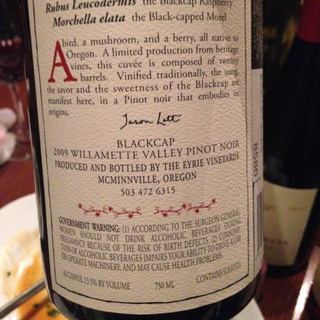 Rubus Leucodermis the Blackcap Raspberry
Morchella elata the Black-capped Morel
A bird, a mushroom, and a berry, all native to
Oregon. A limited production from heritage
vines, this cuvée is composed of twelve
barrels. Vinified traditionally, the song,
the savor and the sweetness of the Blackcap are
manifest here, in a Pinot noir that embodies its
origins.
Jason Lett
BLACKCAP
2009 WILLAMETTE VALLEY PINOT NOIR
PRODUCED AND BOTTLED BY THE EYRIE VINEYARDS
MCMINNVILLE, OREGON
503 472 6315
GOVERNMENT WARNING: (1) ACCORDING TO THE SURGEON GENERAL
WOMEN SHOULD NOT DRINK ALCOHOLIC BEVERAGES DURING
PREGNANCY BECAUSE OF THE RISK OF BIRTH DEFECTS. (2) CONSUMP
TION OF ALCOHOLIC BEVERAGES IMPAIRS YOUR ABILITY TO DRIVE A CAR
OR OPERATE MACHINERY, AND MAY CAUSE HEALTH PROBLEMS.
ALCOHOL 13.5% BY VOLUME 750 ML CONTAINS SULFITES